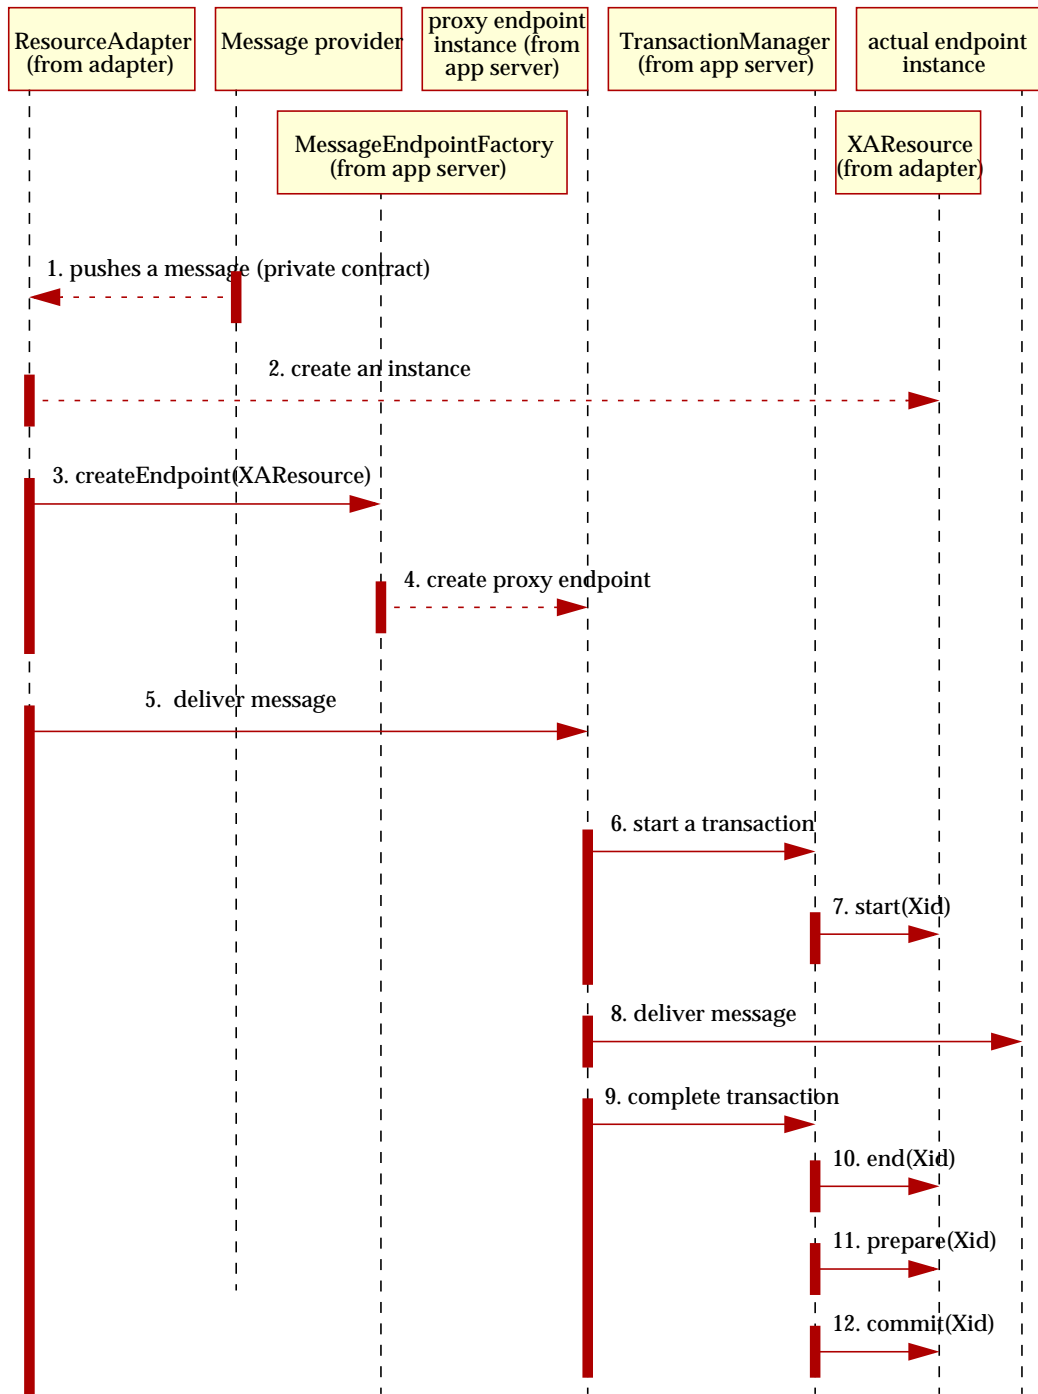 ResourceAdapter
(from adapter)
Message provider
proxy endpoint
instance (from
app server)
TransactionManager
(from app server)
actual endpoint
instance
MessageEndpointFactory
(from app server)
XAResource
(from adapter)
1. pushes a message (private contract)
2. create an instance
3. createEndpoint(XAResource)
4. create proxy endpoint
5. deliver message
6. start a transaction
7. start(Xid)
8. deliver message
9. complete transaction
10. end(Xid)
11. prepare(Xid)
12. commit(Xid)